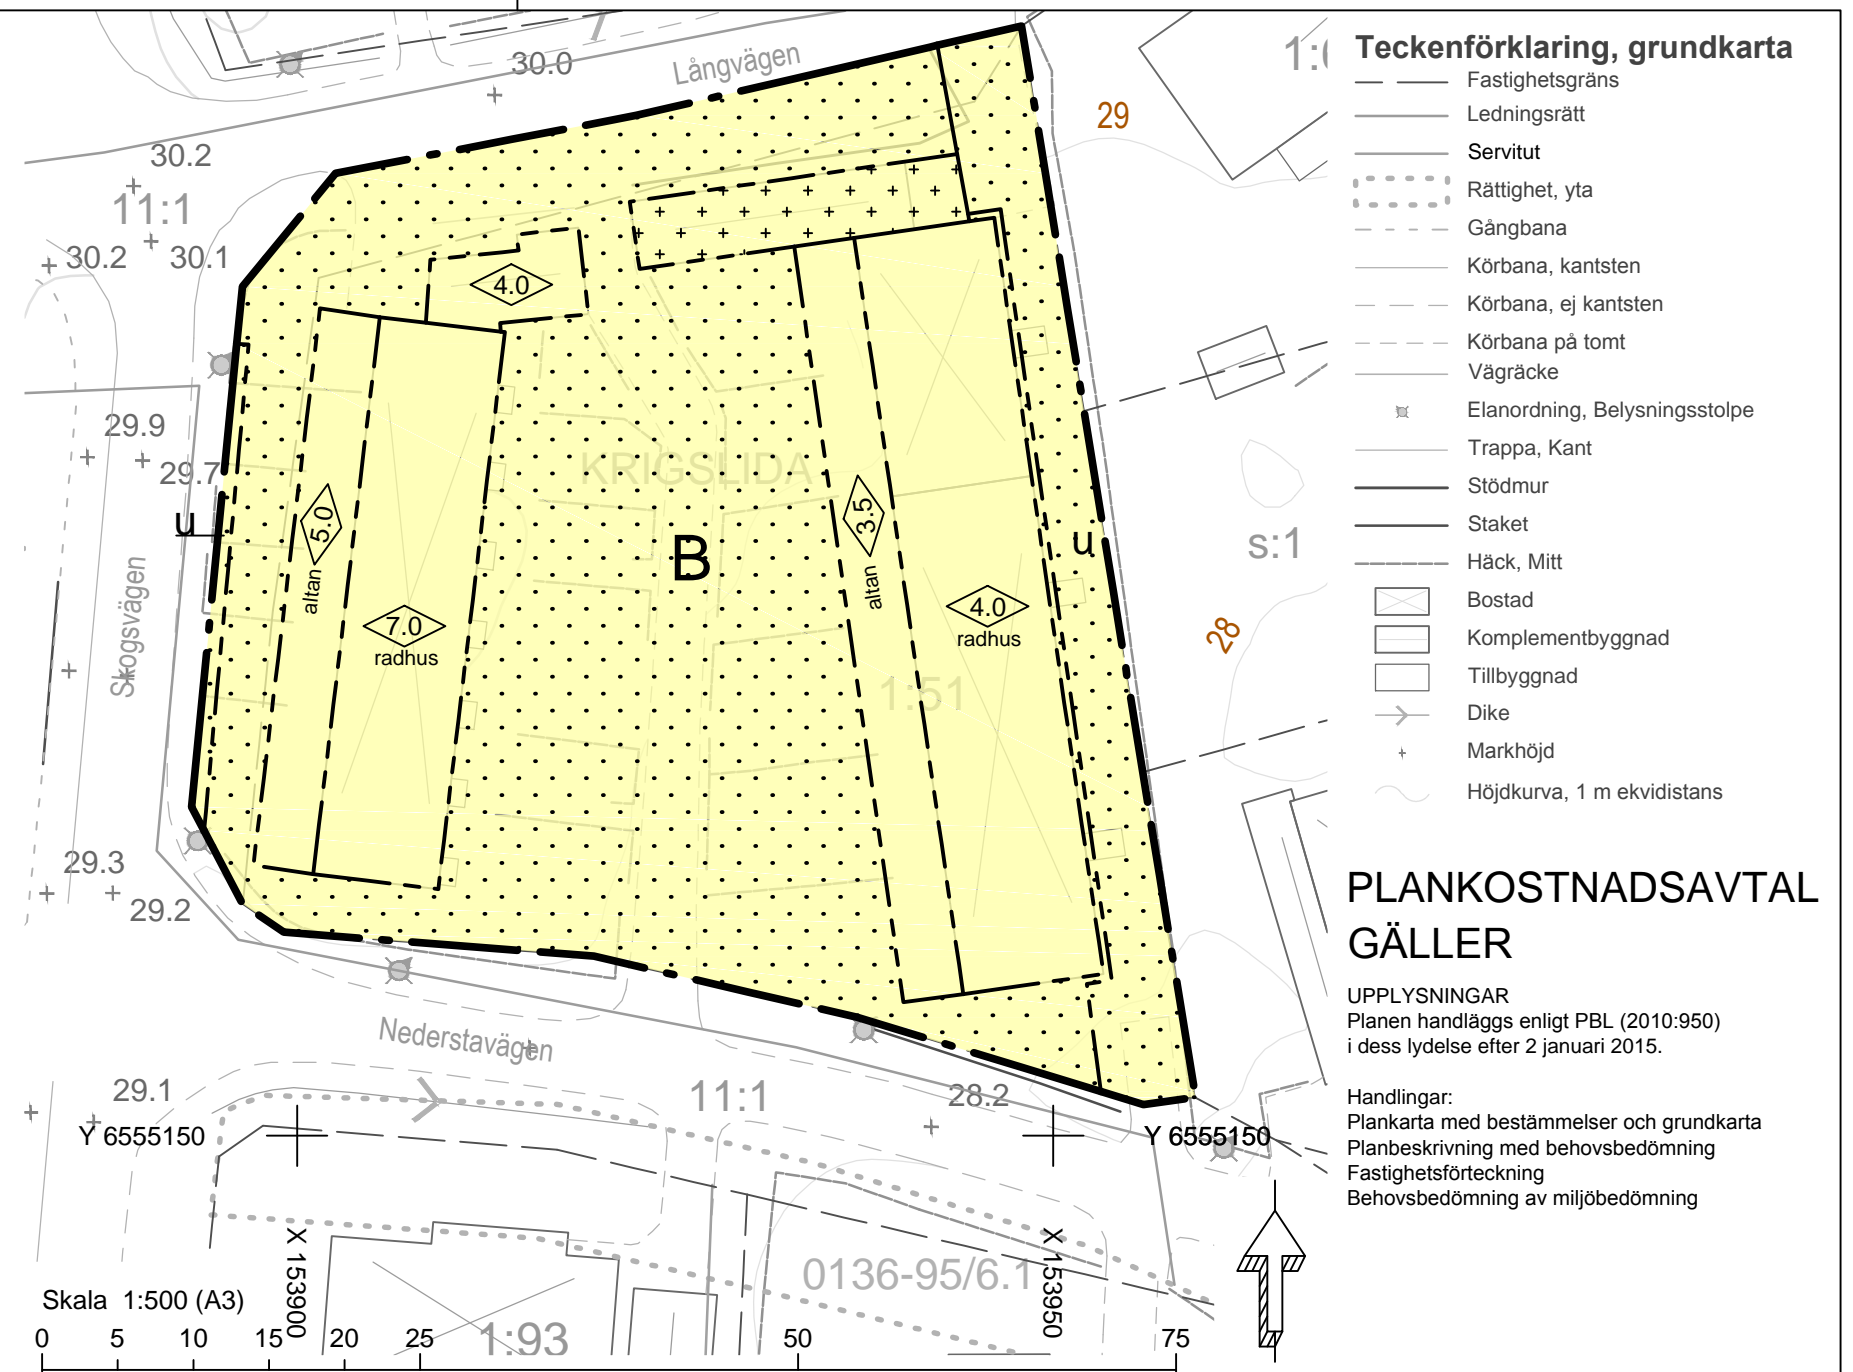 Långvägen
30.0
30.2
11:1
30.2
30.1
29
29.9
29.7
u
Skogsvägen
4.0
5.0
altan
7.0
radhus
KRIGSLIDA
B
3.5
altan
4.0
radhus
1:51
u
s:1
28
29.3
29.2
Nederstavägen
29.1
11:1
28.2
Y 6555150
Y 6555150
X 153900
X 153950
0136-95/6.1
1:93
Skala 1:500 (A3)
0 5 10 15 20 25 50 75
Teckenförklaring, grundkarta
Fastighetsgräns
Ledningsrätt
Servitut
Rättighet, yta
Gångbana
Körbana, kantsten
Körbana, ej kantsten
Körbana på tomt
Vägräcke
Elanordning, Belysningsstolpe
Trappa, Kant
Stödmur
Staket
Häck, Mitt
Bostad
Komplementbyggnad
Tillbyggnad
Dike
Markhöjd
Höjdkurva, 1 m ekvidistans
PLANKOSTNADSAVTAL
GÄLLER
UPPLYSNINGAR
Planen handläggs enligt PBL (2010:950)
i dess lydelse efter 2 januari 2015.
Handlingar:
Plankarta med bestämmelser och grundkarta
Planbeskrivning med behovsbedömning
Fastighetsförteckning
Behovsbedömning av miljöbedömning